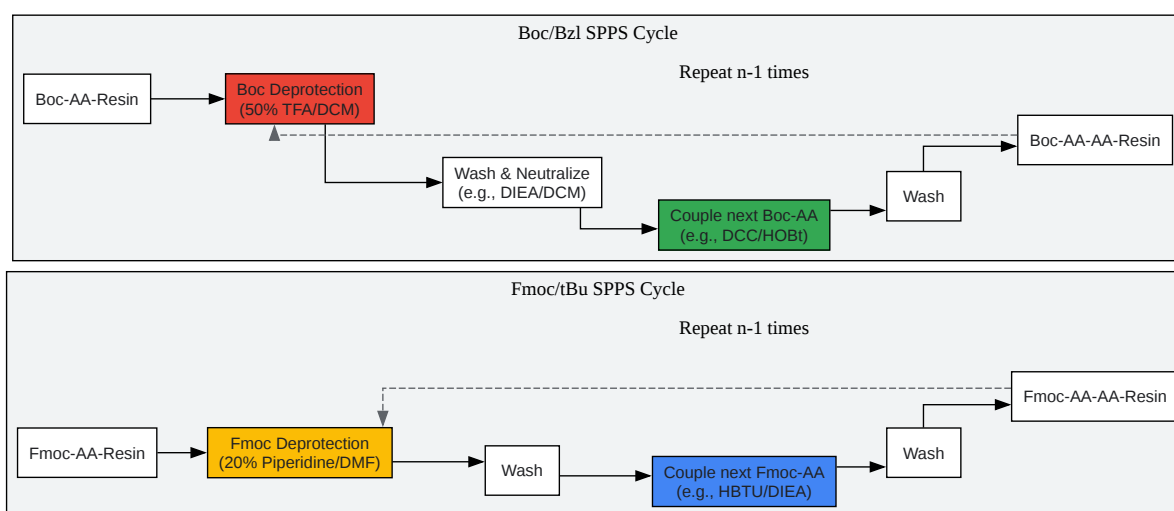 Boc/Bzl SPPS Cycle
Repeat n-1 times
Boc-AA-Resin
Boc Deprotection
(50% TFA/DCM)
Wash & Neutralize
(e.g., DIEA/DCM)
Couple next Boc-AA
(e.g., DCC/HOBt)
Wash
Boc-AA-AA-Resin
Fmoc/tBu SPPS Cycle
Repeat n-1 times
Fmoc-AA-Resin
Fmoc Deprotection
(20% Piperidine/DMF)
Wash
Couple next Fmoc-AA
(e.g., HBTU/DIEA)
Wash
Fmoc-AA-AA-Resin